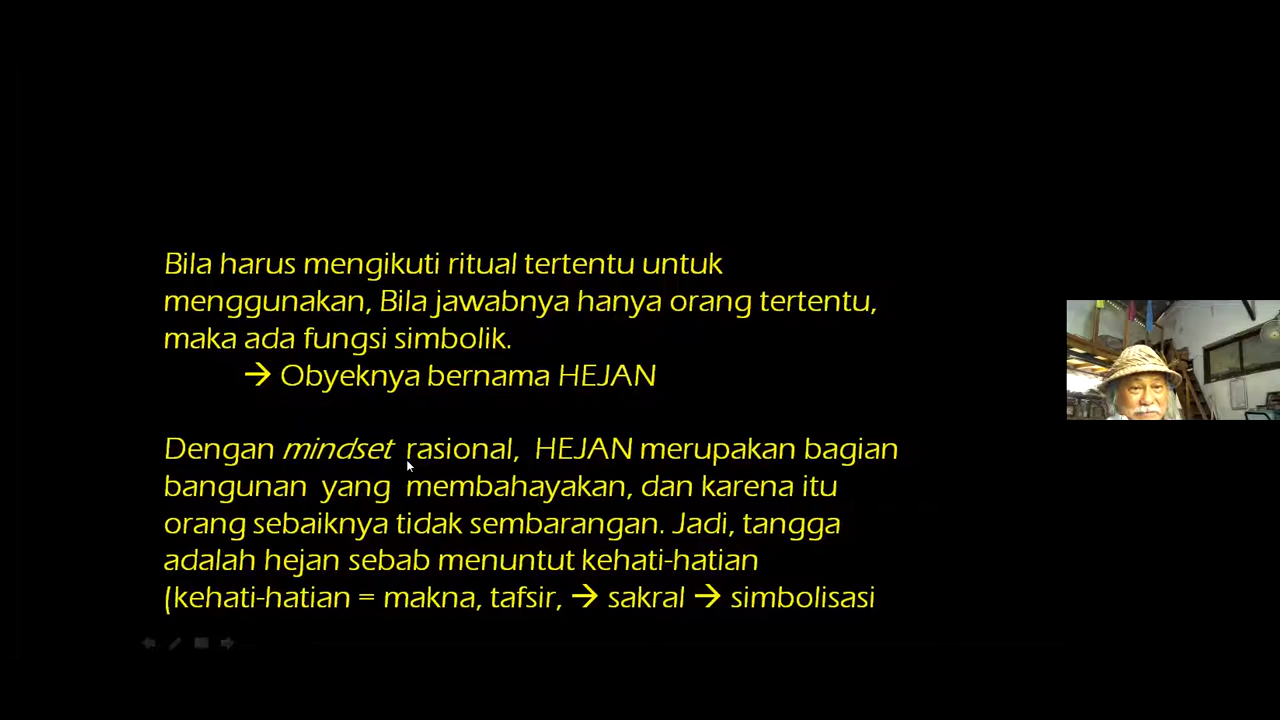 Bila harus mengikuti ritual tertentu untuk
menggunakan, Bila jawabnya hanya orang tertentu,
maka ada fungsi simbolik.
→ Obyeknya bernama HEJAN
Dengan mindset rasional, HEJAN merupakan bagian
bangunan yang membahayakan, dan karena itu
orang sebaiknya tidak sembarangan. Jadi, tangga
adalah hejan sebab menuntut kehati-hatian
(kehati-hatian = makna, tafsir, → sakral → simbolisasi